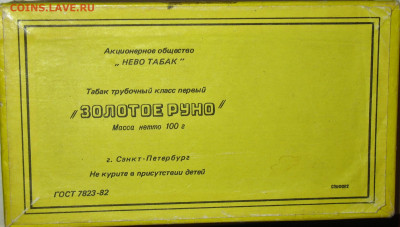 COINS.LAVE.RU
Акционерное общество
„ НЕВО ТАБАК "
Табак трубочный класс первый
„ ЗОЛОТОЕ РУНО "
Масса нетто 100 г
г. Санкт-Петербург
Не курите в присутствии детей
ГОСТ 7823-82